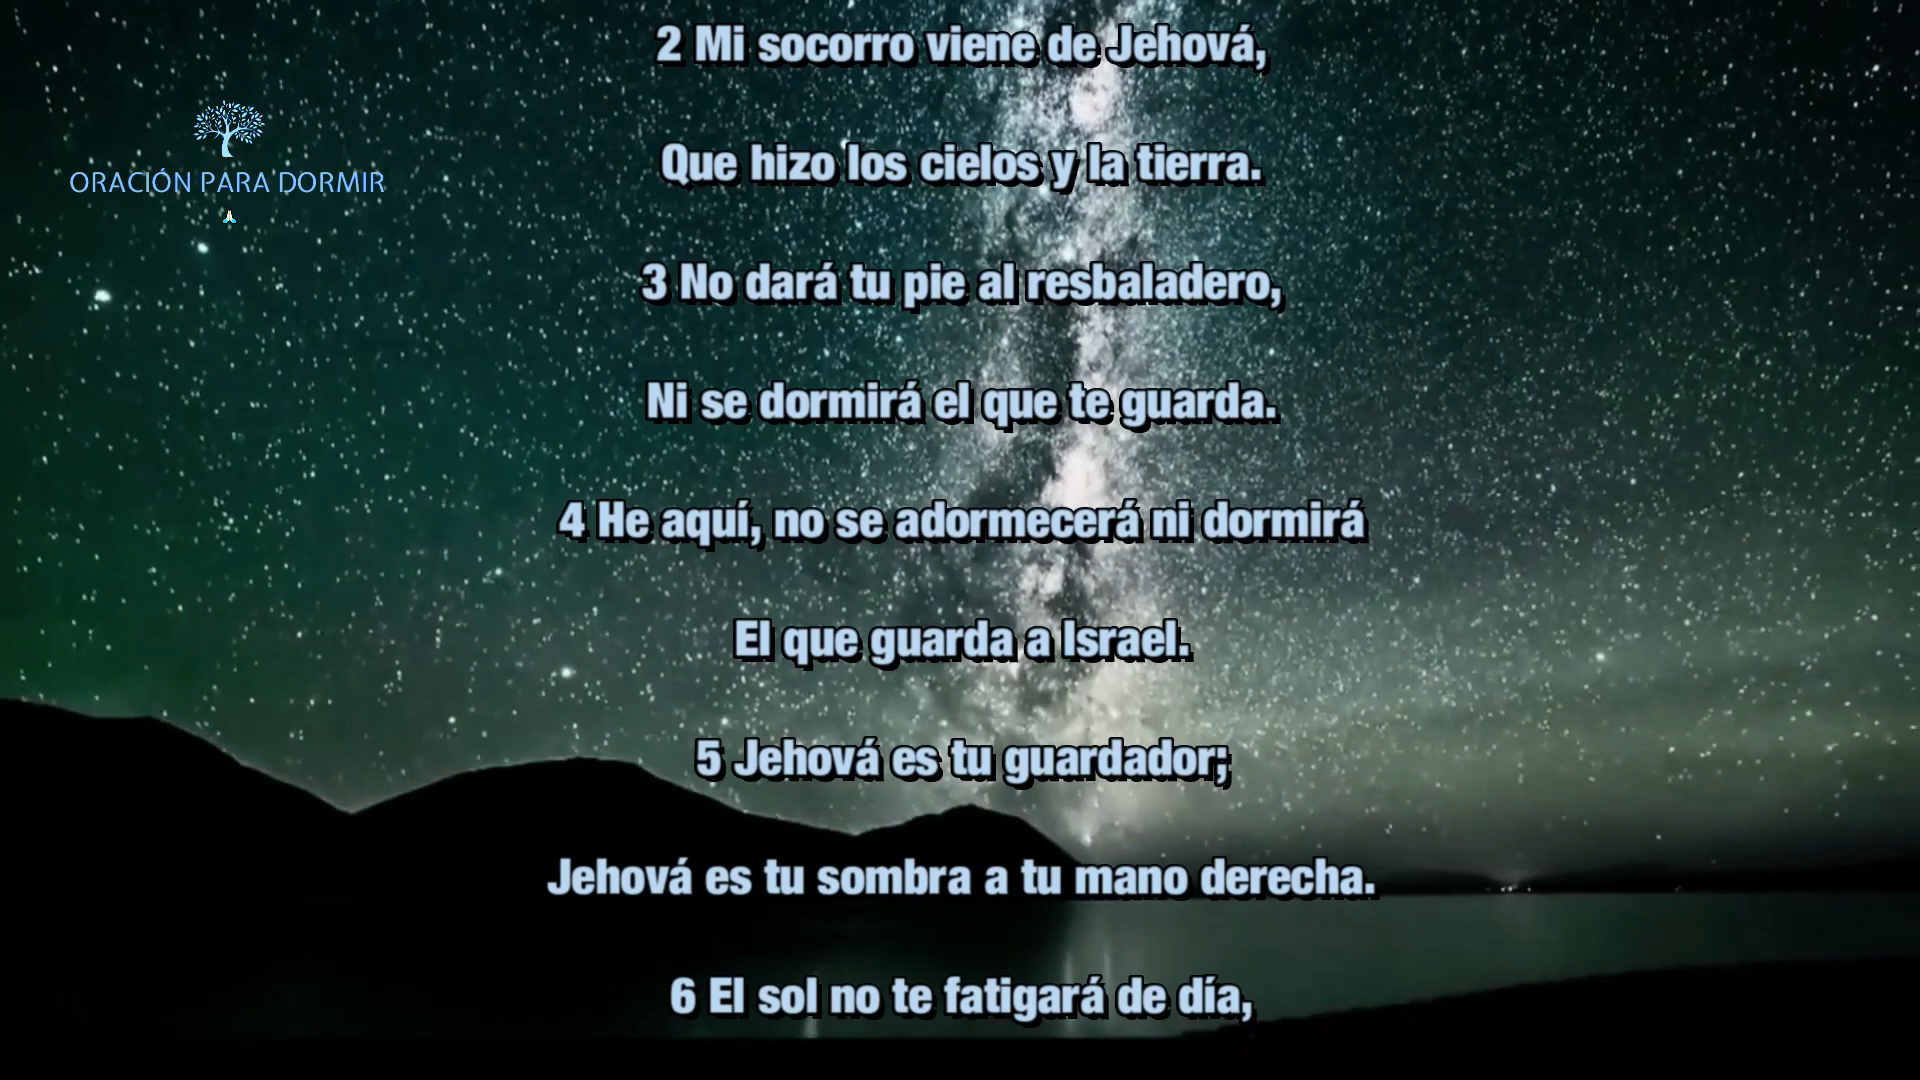 2 Mi socorro viene de Jehová,
ORACIÓN PARA DORMIR
Que hizo los cielos y la tierra.
3 No dará tu pie al resbaladero,
Ni se dormirá el que te guarda.
4 He aquí, no se adormecerá ni dormirá
El que guarda a Israel.
5 Jehová es tu guardador;
Jehová es tu sombra a tu mano derecha.
6 El sol no te fatigará de día,